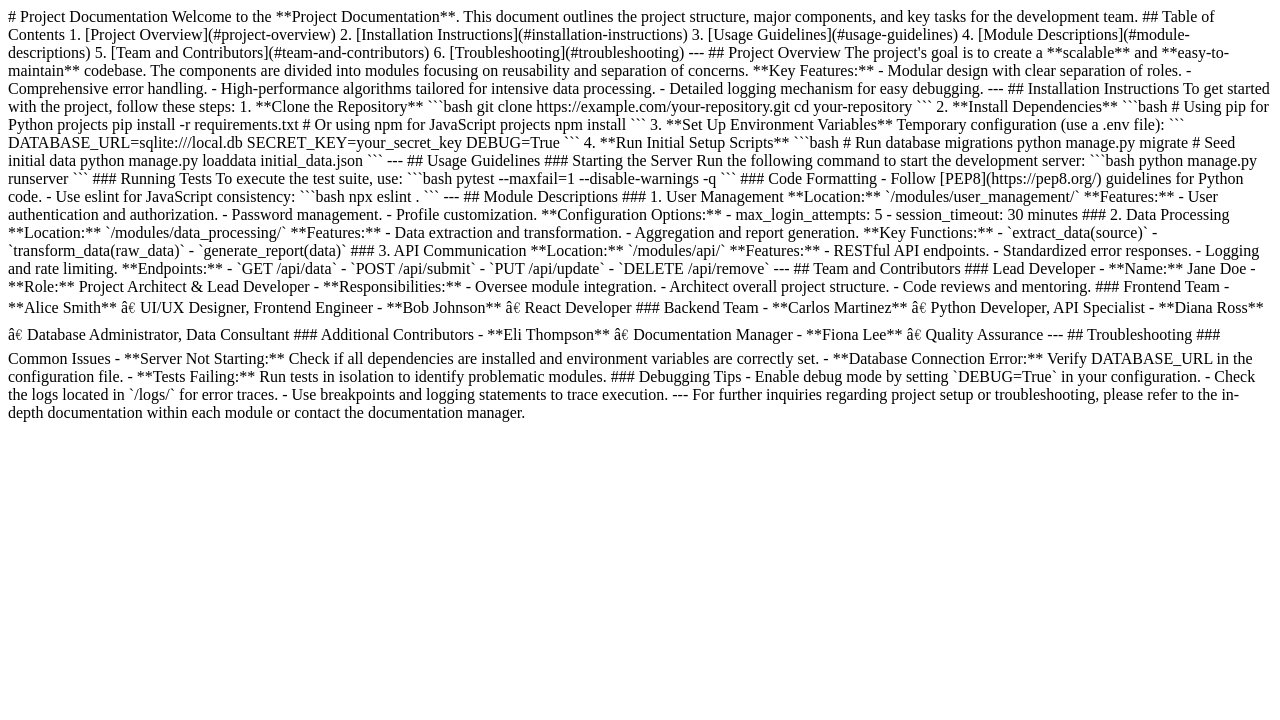 # Project Documentation Welcome to the **Project Documentation**. This document outlines the project structure, major components, and key tasks for the development team. ## Table of
Contents 1. [Project Overview](#project-overview) 2. [Installation Instructions](#installation-instructions) 3. [Usage Guidelines](#usage-guidelines) 4. [Module Descriptions](#module-
descriptions) 5. [Team and Contributors](#team-and-contributors) 6. [Troubleshooting](#troubleshooting) --- ## Project Overview The project's goal is to create a **scalable** and **easy-to-
maintain** codebase. The components are divided into modules focusing on reusability and separation of concerns. **Key Features:** - Modular design with clear separation of roles. -
Comprehensive error handling. - High-performance algorithms tailored for intensive data processing. - Detailed logging mechanism for easy debugging. --- ## Installation Instructions To get started
with the project, follow these steps: 1. **Clone the Repository** ```bash git clone https://example.com/your-repository.git cd your-repository ``` 2. **Install Dependencies** ```bash # Using pip for
Python projects pip install -r requirements.txt # Or using npm for JavaScript projects npm install ``` 3. **Set Up Environment Variables** Temporary configuration (use a .env file): ```
DATABASE_URL=sqlite:///local.db SECRET_KEY=your_secret_key DEBUG=True ``` 4. **Run Initial Setup Scripts** ```bash # Run database migrations python manage.py migrate # Seed
initial data python manage.py loaddata initial_data.json ``` --- ## Usage Guidelines ### Starting the Server Run the following command to start the development server: ```bash python manage.py
runserver ``` ### Running Tests To execute the test suite, use: ```bash pytest --maxfail=1 --disable-warnings -q ``` ### Code Formatting - Follow [PEP8](https://pep8.org/) guidelines for Python
code. - Use eslint for JavaScript consistency: ```bash npx eslint . ``` --- ## Module Descriptions ### 1. User Management **Location:** `/modules/user_management/` **Features:** - User
authentication and authorization. - Password management. - Profile customization. **Configuration Options:** - max_login_attempts: 5 - session_timeout: 30 minutes ### 2. Data Processing
**Location:** `/modules/data_processing/` **Features:** - Data extraction and transformation. - Aggregation and report generation. **Key Functions:** - `extract_data(source)` -
`transform_data(raw_data)` - `generate_report(data)` ### 3. API Communication **Location:** `/modules/api/` **Features:** - RESTful API endpoints. - Standardized error responses. - Logging
and rate limiting. **Endpoints:** - `GET /api/data` - `POST /api/submit` - `PUT /api/update` - `DELETE /api/remove` --- ## Team and Contributors ### Lead Developer - **Name:** Jane Doe -
**Role:** Project Architect & Lead Developer - **Responsibilities:** - Oversee module integration. - Architect overall project structure. - Code reviews and mentoring. ### Frontend Team -
**Alice Smith** â€ UI/UX Designer, Frontend Engineer - **Bob Johnson** â€ React Developer ### Backend Team - **Carlos Martinez** â€ Python Developer, API Specialist - **Diana Ross**
â€ Database Administrator, Data Consultant ### Additional Contributors - **Eli Thompson** â€ Documentation Manager - **Fiona Lee** â€ Quality Assurance --- ## Troubleshooting ###
Common Issues - **Server Not Starting:** Check if all dependencies are installed and environment variables are correctly set. - **Database Connection Error:** Verify DATABASE_URL in the
configuration file. - **Tests Failing:** Run tests in isolation to identify problematic modules. ### Debugging Tips - Enable debug mode by setting `DEBUG=True` in your configuration. - Check
the logs located in `/logs/` for error traces. - Use breakpoints and logging statements to trace execution. --- For further inquiries regarding project setup or troubleshooting, please refer to the in-
depth documentation within each module or contact the documentation manager.